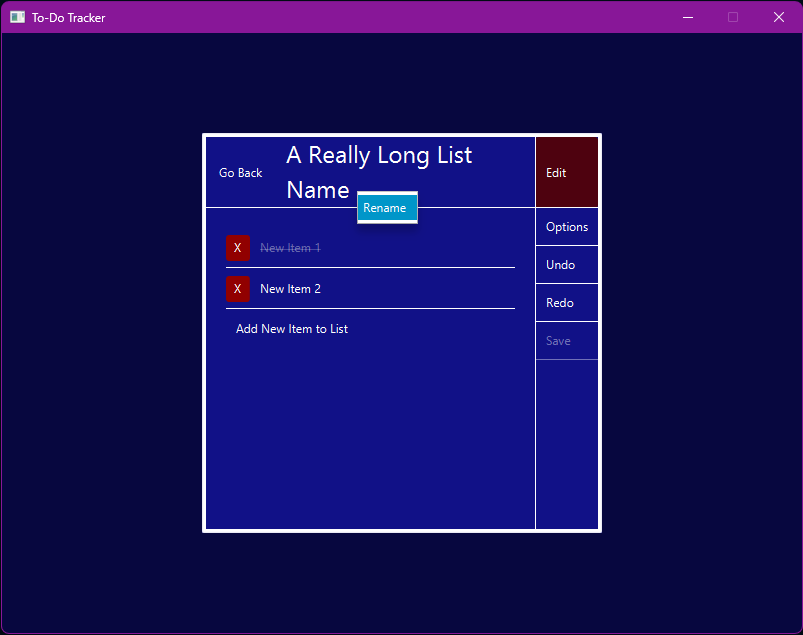 To-Do Tracker
Go Back
A Really Long List
Name
Edit
Rename
Options
X
New Item 1
Undo
X
New Item 2
Redo
Add New Item to List
Save